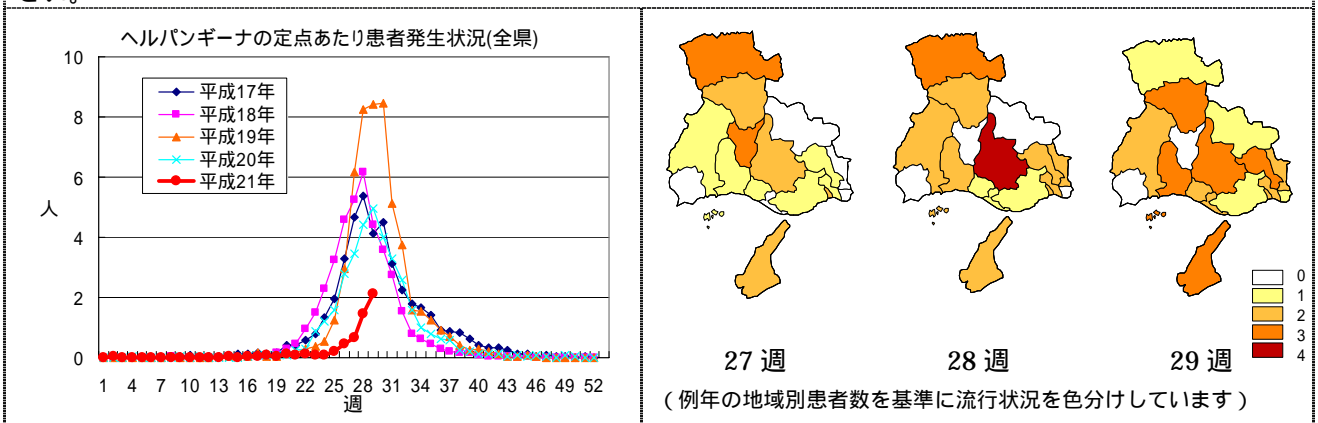 ヘルパンギーナの定点あたり患者発生状況(全県)
10
8
6
4
2
0
人
平成17年
平成18年
平成19年
平成20年
平成21年
1 4 7 10 13 16 19 22 25 28 31 34 37 40 43 46 49 52
週
27 週
28 週
29 週
0
1
2
3
4
(例年の地域別患者数を基準に流行状況を色分けしています)